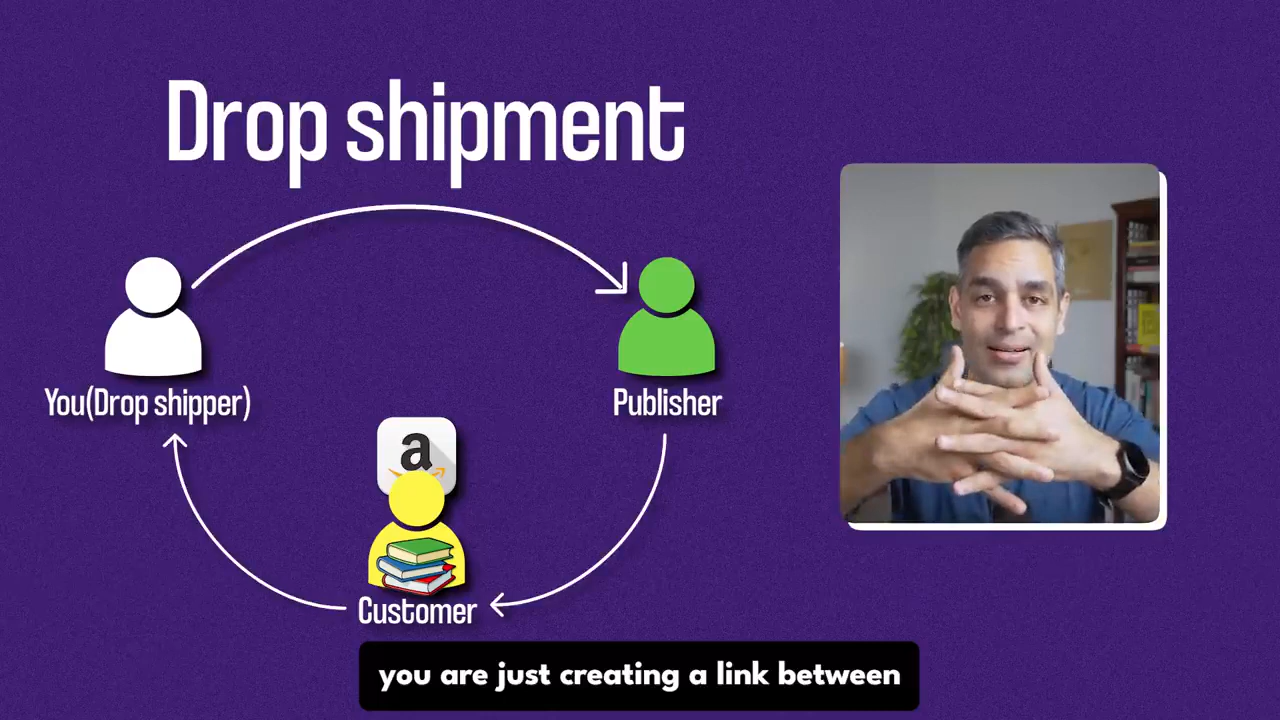 Drop shipment
You(Drop shipper)
Publisher
a
Customer
you are just creating a link between